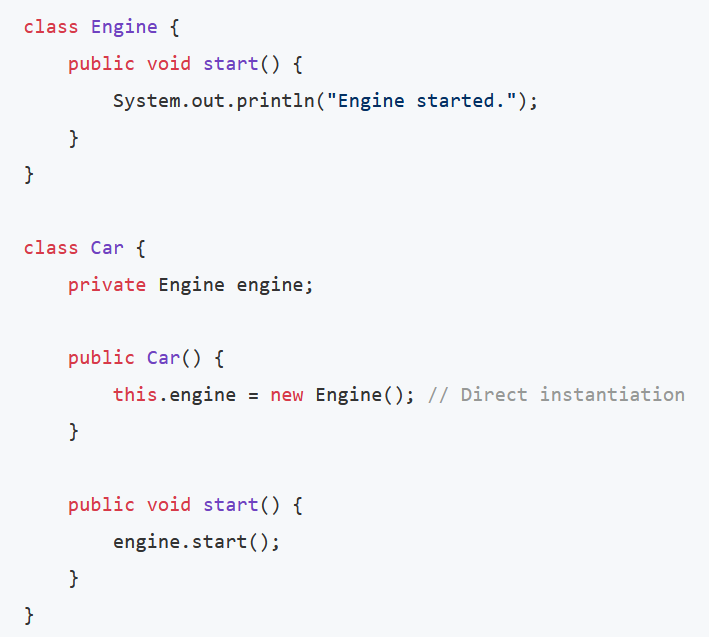 class Engine {
    public void start() {
        System.out.println("Engine started.");
    }
}

class Car {
    private Engine engine;

    public Car() {
        this.engine = new Engine(); // Direct instantiation
    }

    public void start() {
        engine.start();
    }
}